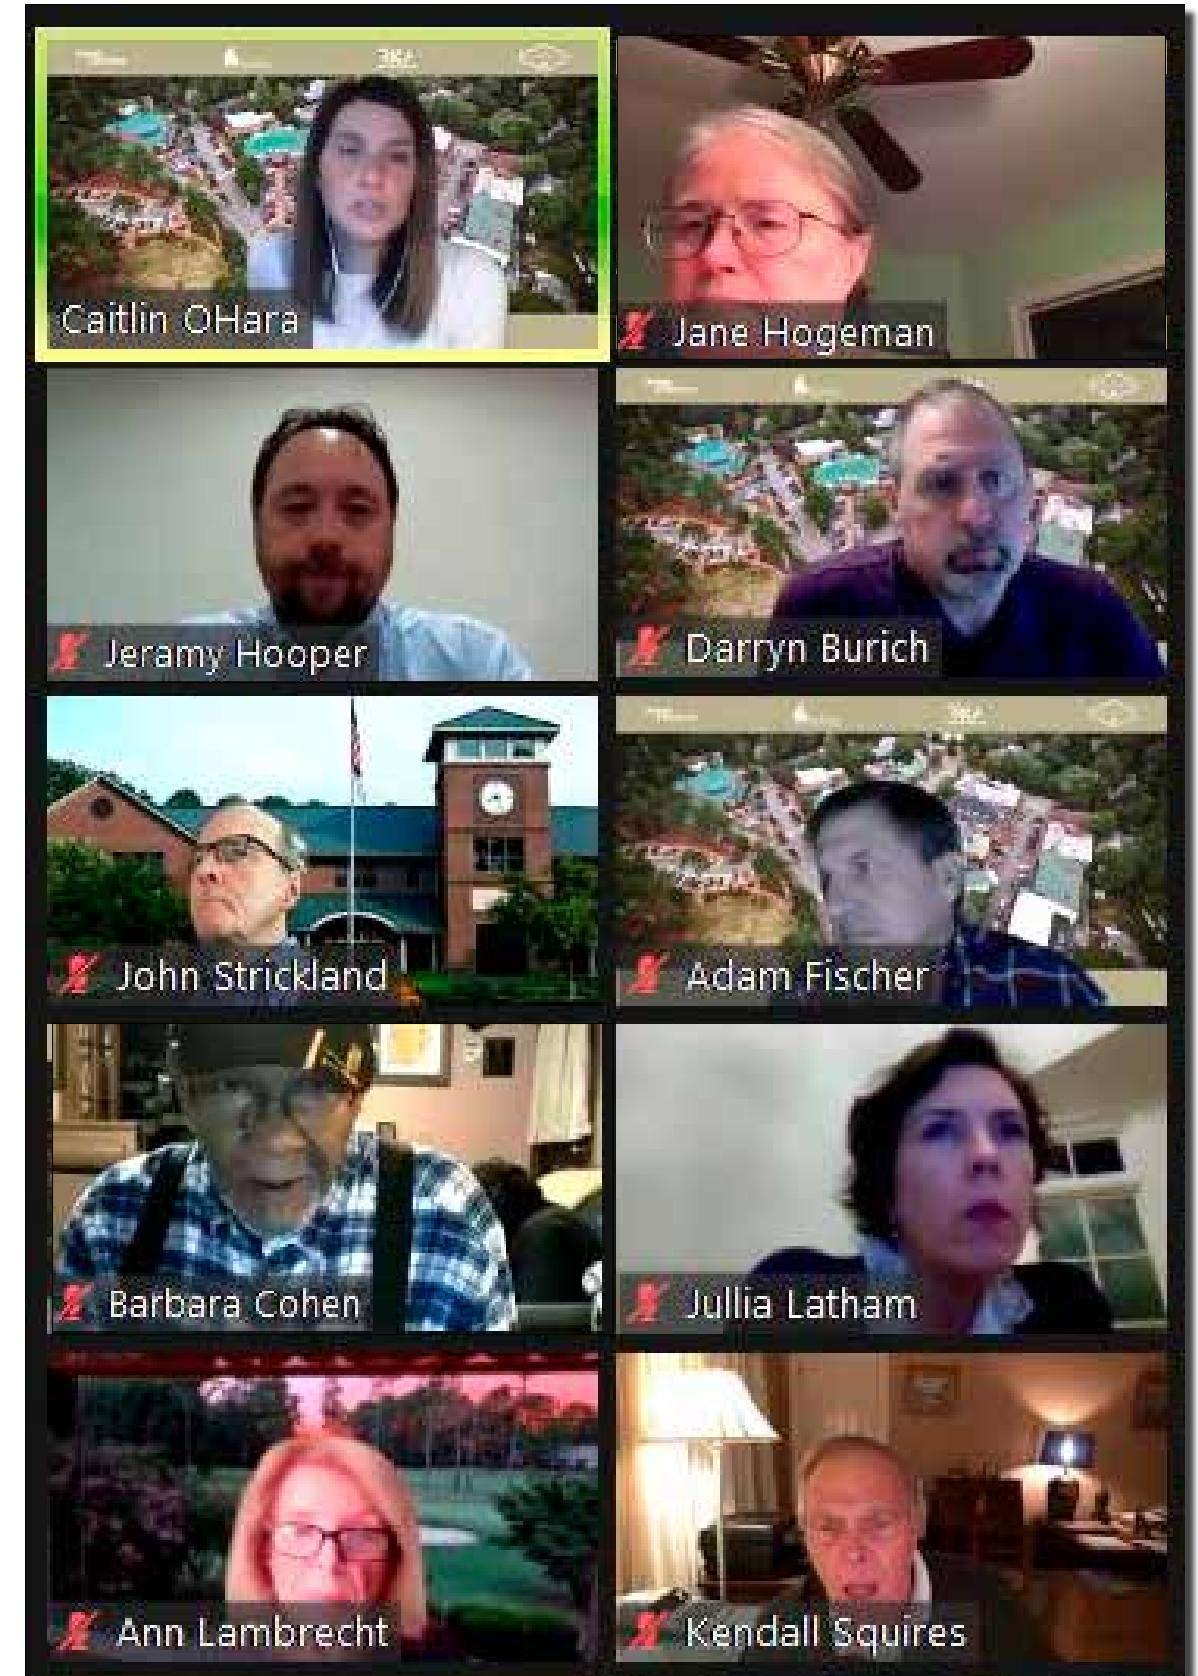 Caitlin OHara
Jane Hogeman
Jeramy Hooper
Darryn Burich
John Strickland
Adam Fischer
Barbara Cohen
Jullia Latham
Ann Lambrecht
Kendall Squires